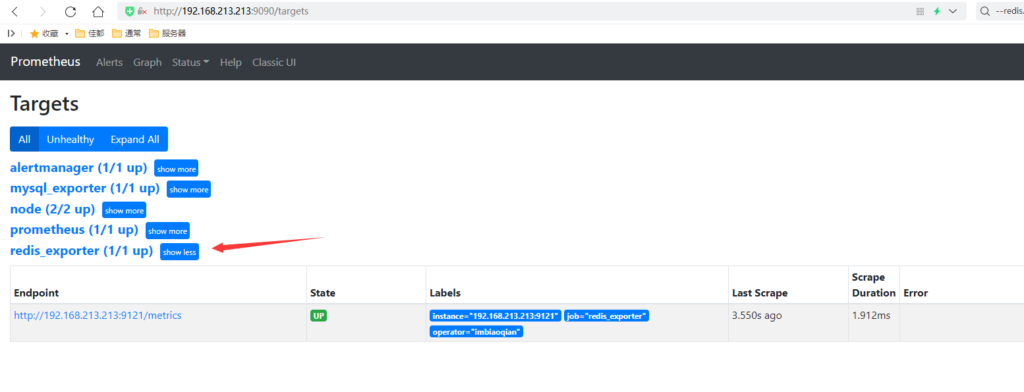 http://192.168.213.213:9090/targets
--redis.
收藏 佳都 通常 服务器
Prometheus Alerts Graph Status Help Classic UI
Targets
All Unhealthy Expand All
alertmanager (1/1 up) show more
mysql_exporter (1/1 up) show more
node (2/2 up) show more
prometheus (1/1 up) show more
redis_exporter (1/1 up) show less
Endpoint State Labels Last Scrape Scrape Duration Error
http://192.168.213.213:9121/metrics UP instance="192.168.213.213:9121" job="redis_exporter" 3.550s ago 1.912ms
operator="imbiaoqian"